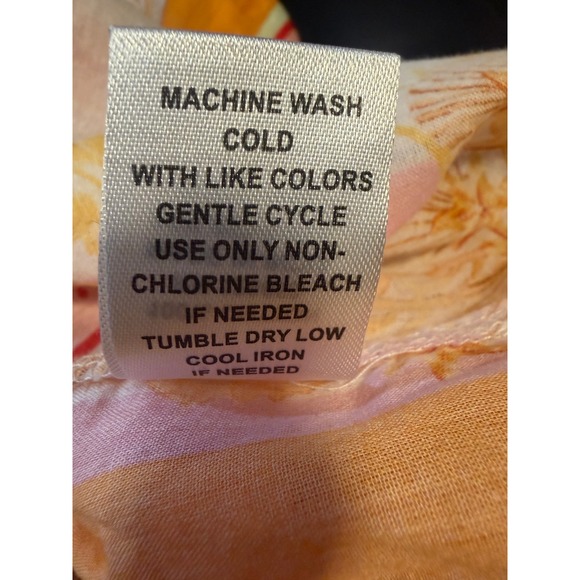 MACHINE WASH
COLD
WITH LIKE COLORS
GENTLE CYCLE
USE ONLY NON-
CHLORINE BLEACH
IF NEEDED
TUMBLE DRY LOW
COOL IRON
IF NEEDED